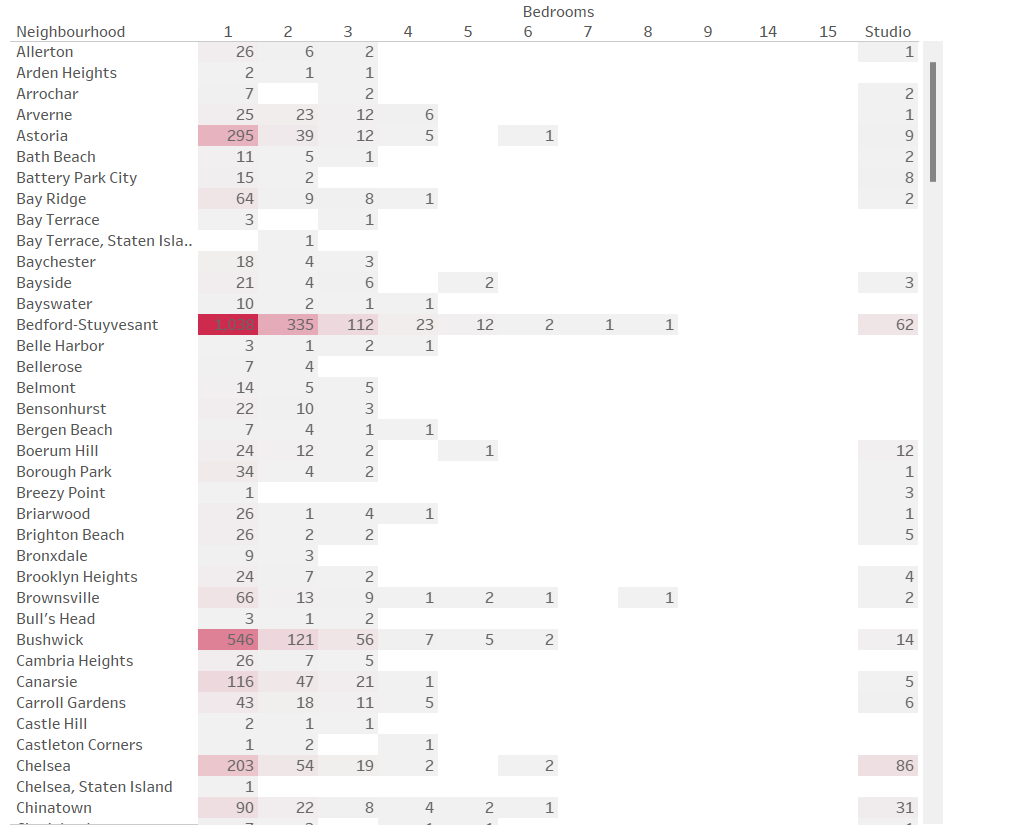 Bedrooms
Neighbourhood 1 2 3 4 5 6 7 8 9 14 15 Studio
Allerton 26 6 2 1
Arden Heights 2 1 1
Arrochar 7 2 2
Arverne 25 23 12 6 1
Astoria 295 39 12 5 1 9
Bath Beach 11 5 1 2
Battery Park City 15 2 8
Bay Ridge 64 9 8 1 2
Bay Terrace 3 1
Bay Terrace, Staten Isla.. 1
Baychester 18 4 3
Bayside 21 4 6 2 3
Bayswater 10 2 1 1
Bedford-Stuyvesant 335 112 23 12 2 1 1 62
Belle Harbor 3 1 2 1
Bellerose 7 4
Belmont 14 5 5
Bensonhurst 22 10 3
Bergen Beach 7 4 1 1
Boerum Hill 24 12 2 1 12
Borough Park 34 4 2 1
Breezy Point 1 3
Briarwood 26 1 4 1 1
Brighton Beach 26 2 2 5
Bronxdale 9 3
Brooklyn Heights 24 7 2 4
Brownsville 66 13 9 1 2 1 1 2
Bull's Head 3 1 2
Bushwick 546 121 56 7 5 2 14
Cambria Heights 26 7 5
Canarsie 116 47 21 1 5
Carroll Gardens 43 18 11 5 6
Castle Hill 2 1 1
Castleton Corners 1 2 1
Chelsea 203 54 19 2 2 86
Chelsea, Staten Island 1
Chinatown 90 22 8 4 2 1 31